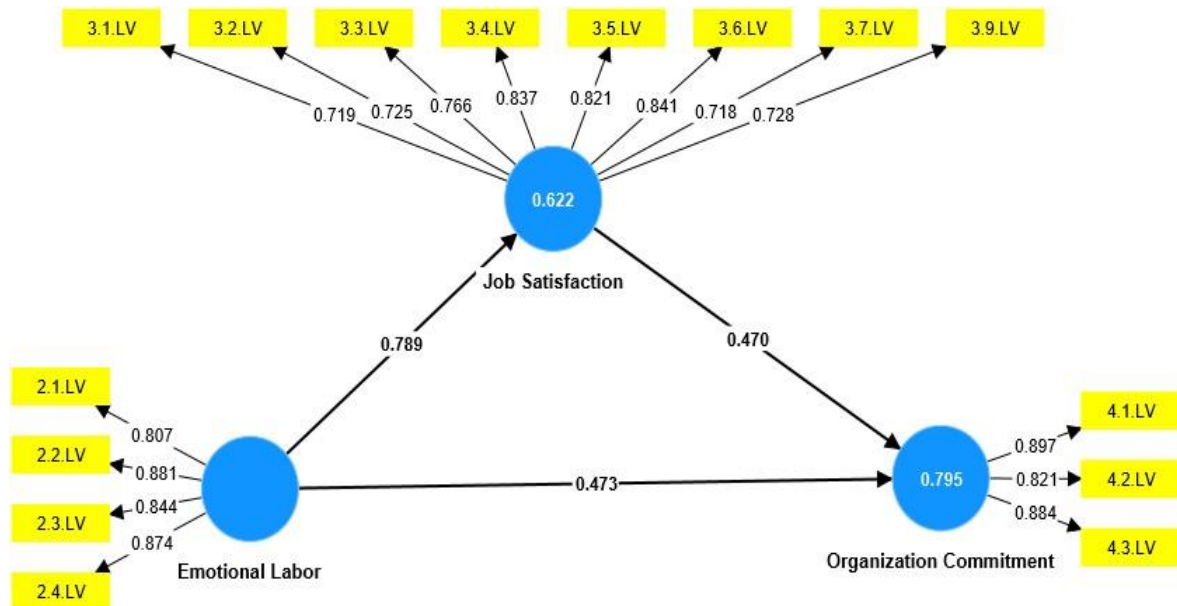 3.1.LV 3.2.LV 3.3.LV 3.4.LV 3.5.LV 3.6.LV 3.7.LV 3.9.LV
0.719 0.725 0.766 0.837 0.821 0.841 0.718 0.728
0.622
Job Satisfaction
0.789 0.470
2.1.LV
2.2.LV
2.3.LV
2.4.LV
0.807
0.881
0.844
0.874
Emotional Labor
0.473
0.795
Organization Commitment
0.897
0.821
0.884
4.1.LV
4.2.LV
4.3.LV